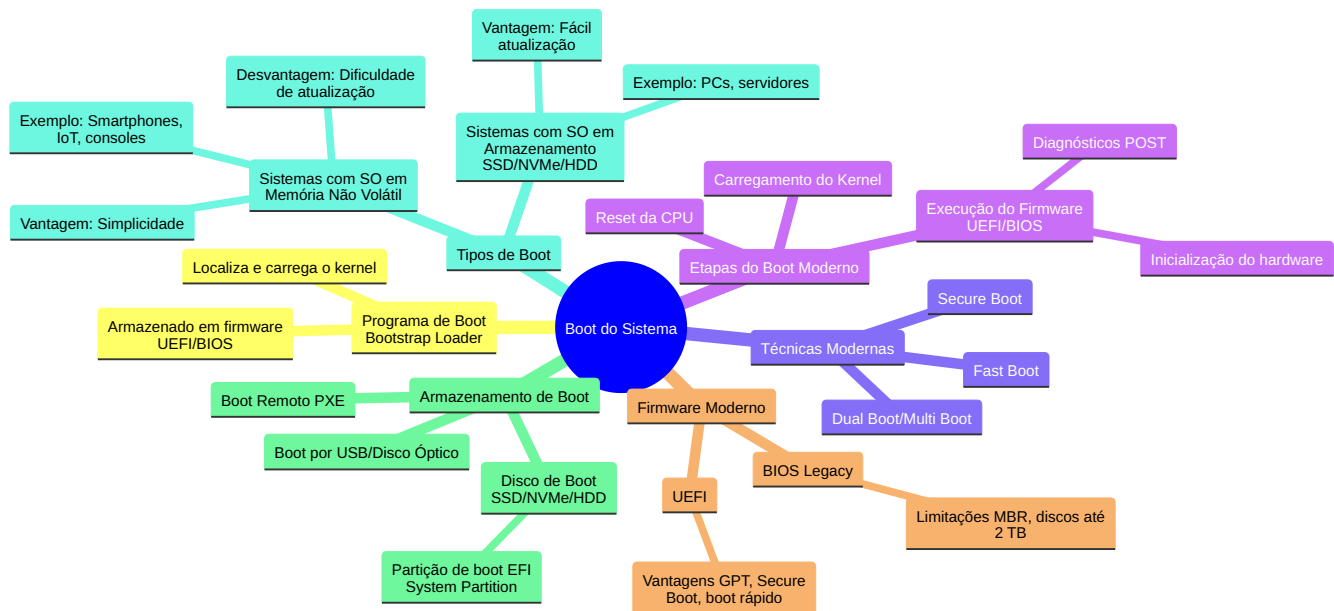 Vantagem: Fácil
atualização
Desvantagem: Dificuldade
de atualização
Exemplo: PCs, servidores
Exemplo: Smartphones,
IoT, consoles
Sistemas com SO em
Armazenamento
SSD/NVMe/HDD
Sistemas com SO em
Memória Não Volátil
Vantagem: Simplicidade
Tipos de Boot
Diagnósticos POST
Carregamento do Kernel
Reset da CPU
Execução do Firmware
UEFI/BIOS
Etapas do Boot Moderno
Inicialização do hardware
Localiza e carrega o kernel
Armazenado em firmware
UEFI/BIOS
Programa de Boot
Bootstrap Loader
Boot do Sistema
Secure Boot
Técnicas Modernas
Fast Boot
Dual Boot/Multi Boot
Boot Remoto PXE
Armazenamento de Boot
Boot por USB/Disco Óptico
Disco de Boot
SSD/NVMe/HDD
Partição de boot EFI
System Partition
Firmware Moderno
BIOS Legacy
UEFI
Limitações MBR, discos até
2 TB
Vantagens GPT, Secure
Boot, boot rápido